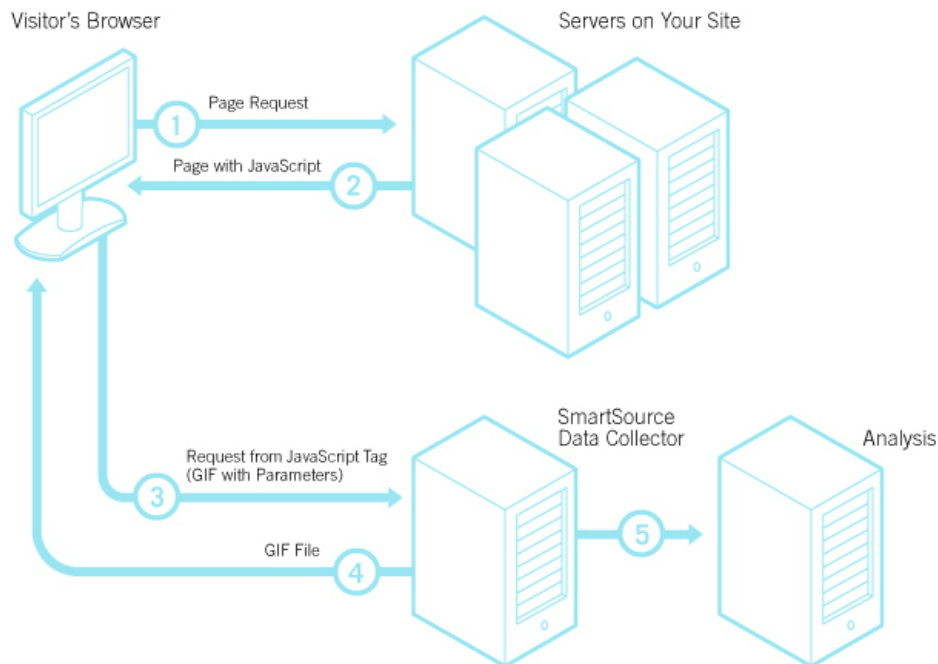 Visitor's Browser
Servers on Your Site
Page Request
1
Page with JavaScript
2
SmartSource
Data Collector
Analysis
Request from JavaScript Tag
(GIF with Parameters)
3
5
GIF File
4